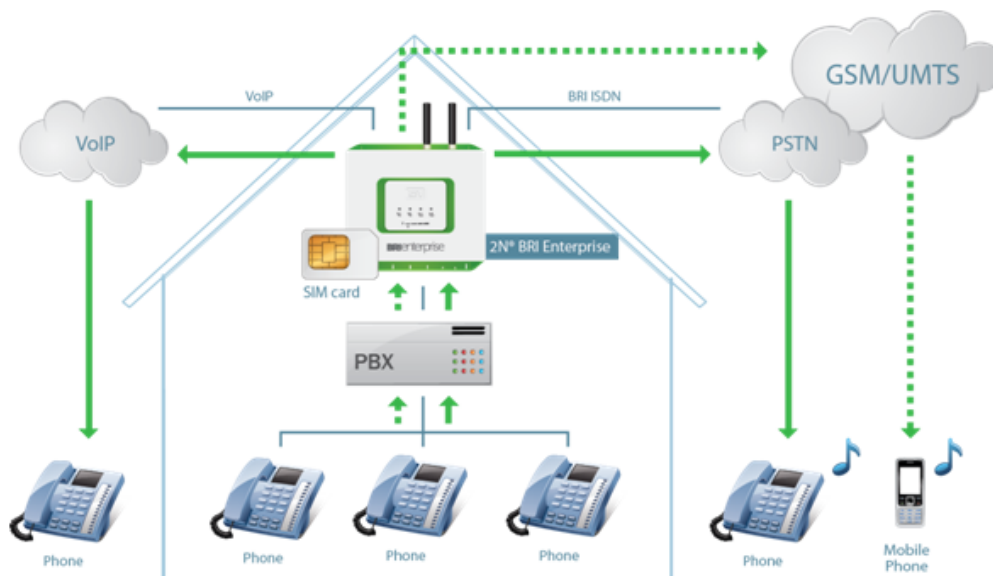 GSM/UMTS
VoIP
BRI ISDN
VoIP
PSTN
BRIenterprise
2N® BRI Enterprise
SIM card
PBX
Phone
Phone
Phone
Phone
Phone
Mobile
Phone